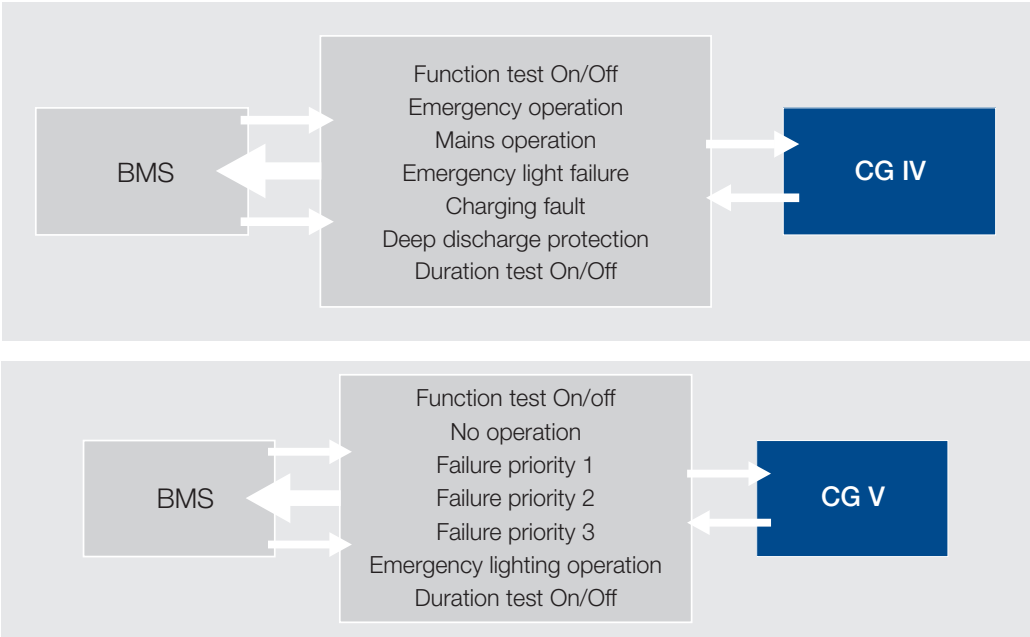 BMS
Function test On/Off
Emergency operation
Mains operation
Emergency light failure
Charging fault
Deep discharge protection
Duration test On/Off
CG IV
BMS
Function test On/off
No operation
Failure priority 1
Failure priority 2
Failure priority 3
Emergency lighting operation
Duration test On/Off
CG V